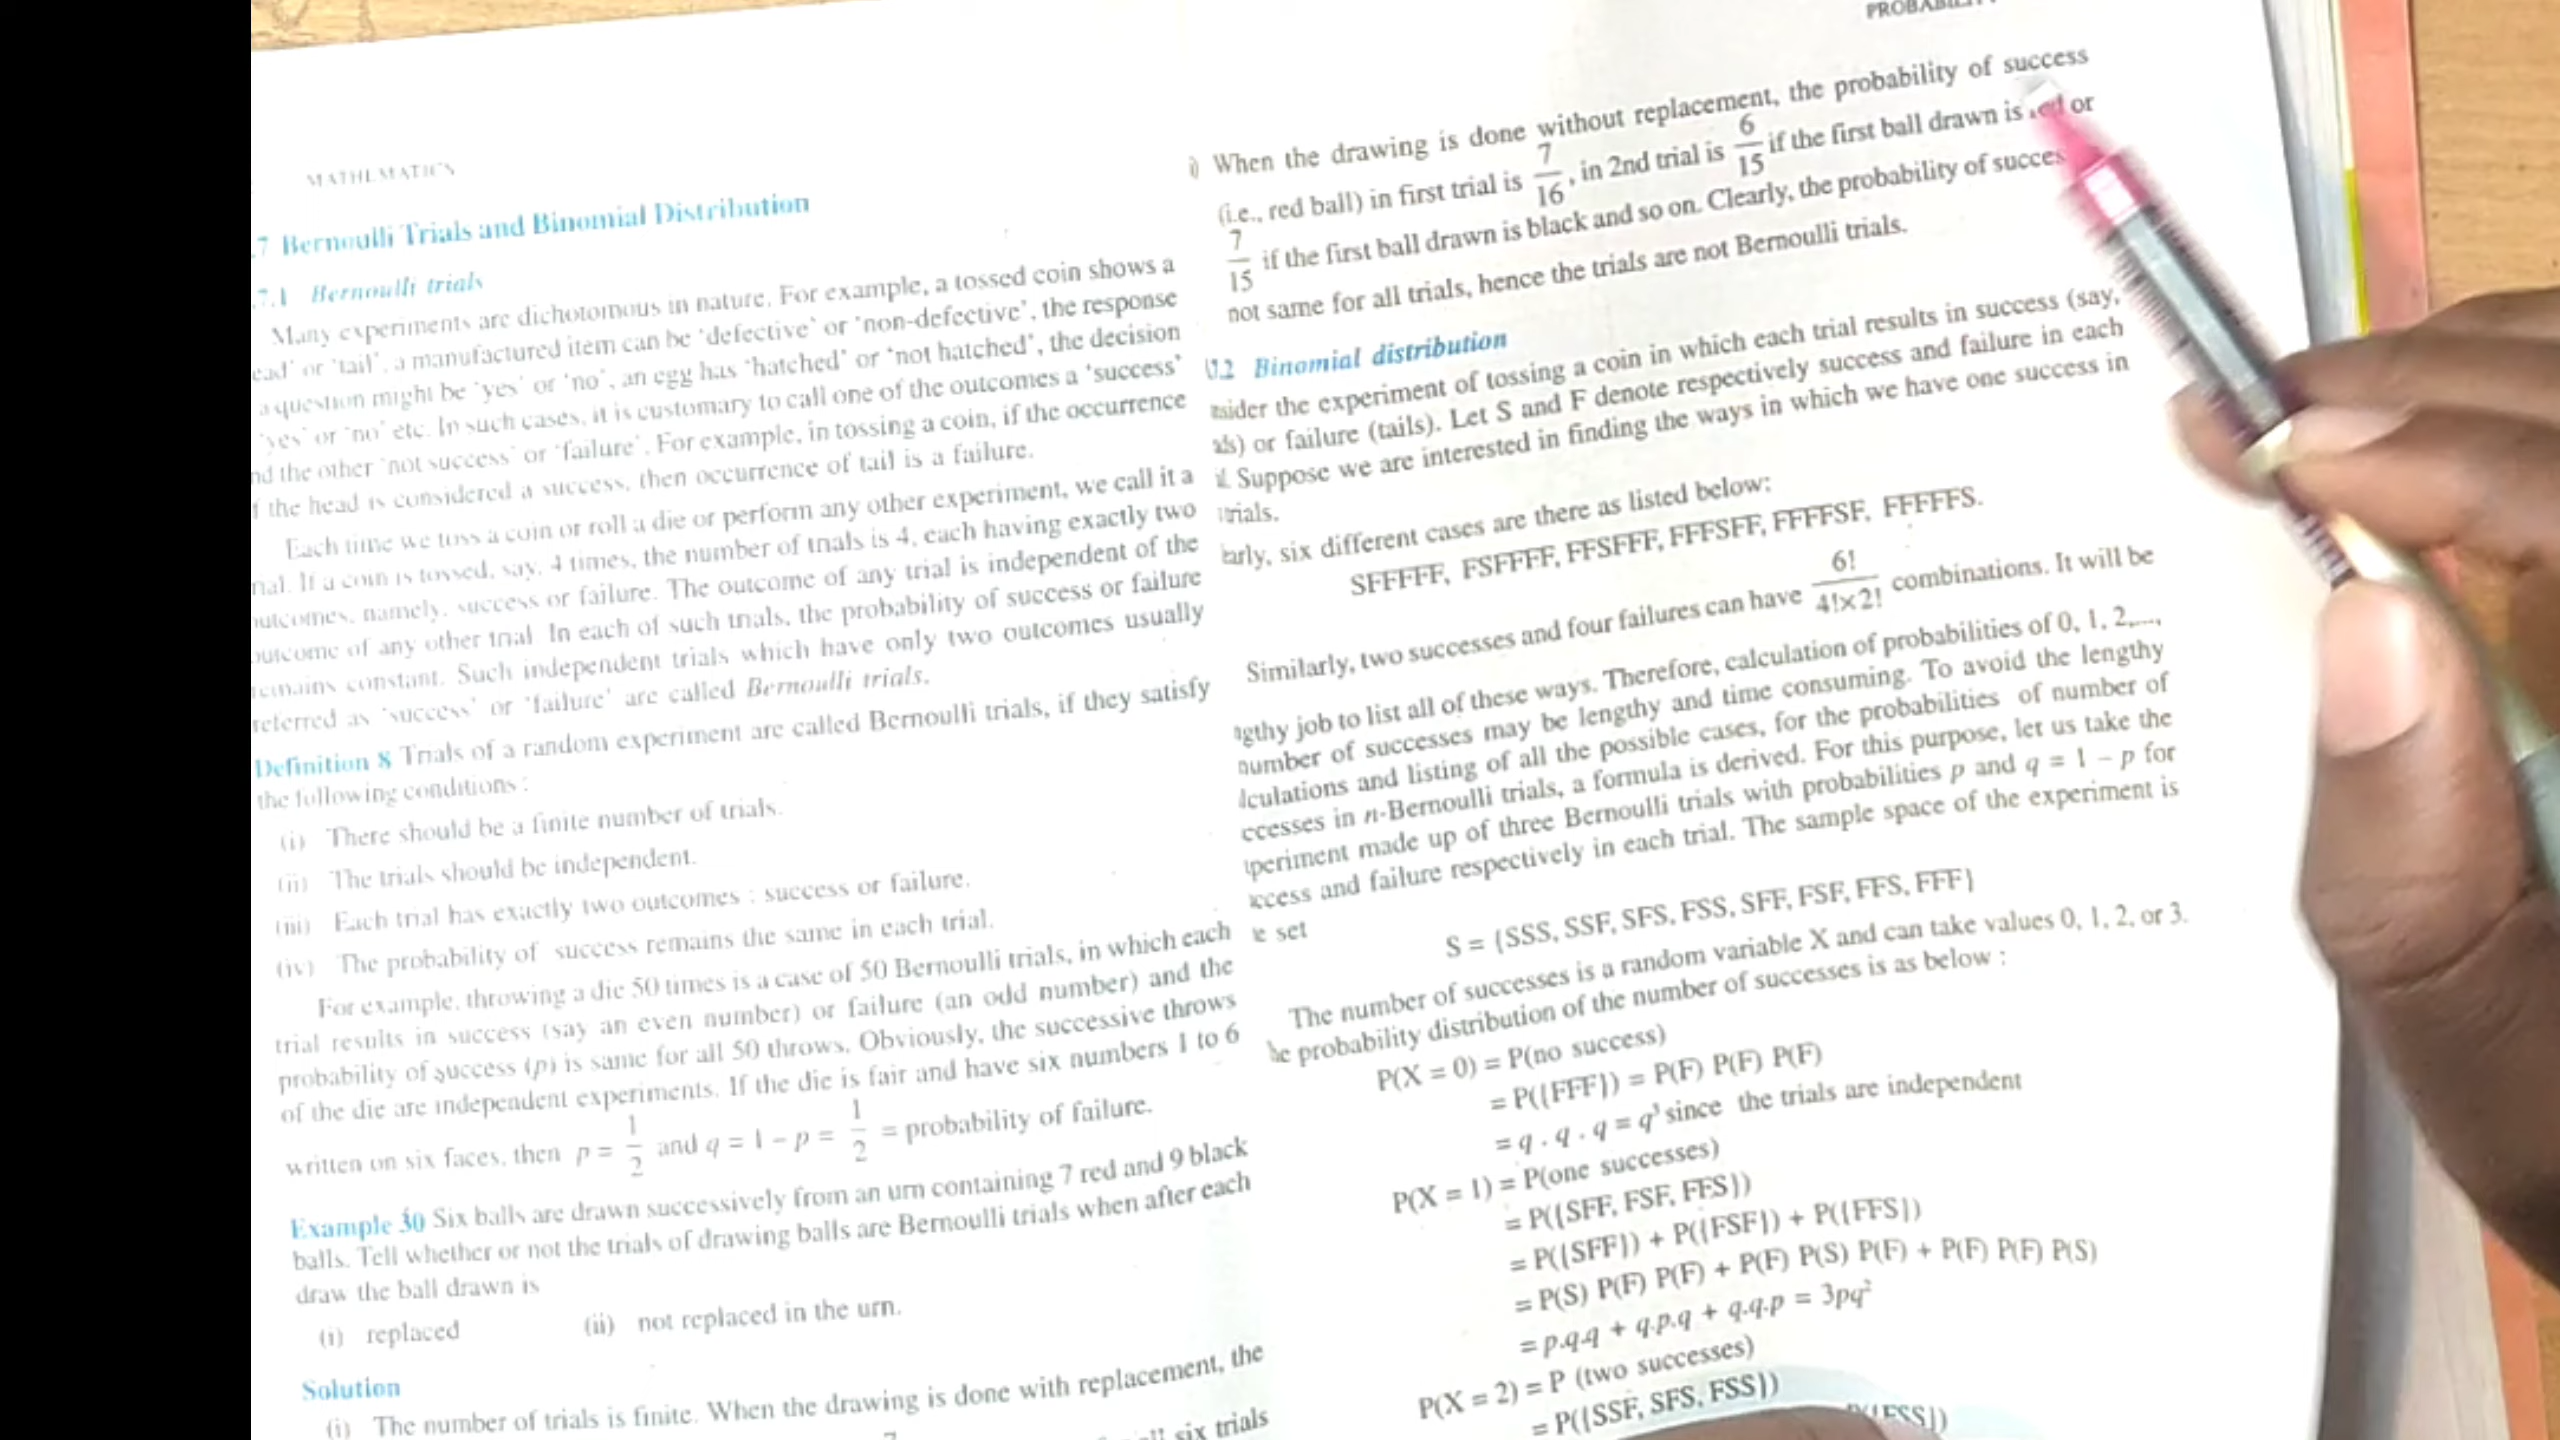 MATHEMATICS
.7 Bernoulli Trials and Binomial Distribution
.7.1 Bernoulli trials
Many experiments are dichotomous in nature. For example, a tossed coin shows a
ead' or 'tail', a manufactured item can be 'defective' or 'non-defective', the response
a question might be 'yes' or 'no', an egg has 'hatched' or 'not hatched', the decision
'yes' or 'no' etc. In such cases, it is customary to call one of the outcomes a 'success'
nd the other 'not success' or 'failure'. For example, in tossing a coin, if the occurrence
f the head is considered a success, then occurrence of tail is a failure.
Each time we toss a coin or roll a die or perform any other experiment, we call it a
rial. If a coin is tossed, say, 4 times, the number of trials is 4, each having exactly two
outcomes, namely, success or failure. The outcome of any trial is independent of the
outcome of any other trial. In each of such trials, the probability of success or failure
remains constant. Such independent trials which have only two outcomes usually
referred as 'success' or 'failure' are called Bernoulli trials.
Definition 8 Trials of a random experiment are called Bernoulli trials, if they satisfy
the following conditions :
(i) There should be a finite number of trials.
(ii) The trials should be independent.
(iii) Each trial has exactly two outcomes : success or failure.
(iv) The probability of success remains the same in each trial.
For example, throwing a die 50 times is a case of 50 Bernoulli trials, in which each
trial results in success (say an even number) or failure (an odd number) and the
probability of success (p) is same for all 50 throws. Obviously, the successive throws
of the die are independent experiments. If the die is fair and have six numbers 1 to 6
written on six faces, then p = 1/2 and q = 1 – p = 1/2 = probability of failure.
Example 30 Six balls are drawn successively from an urn containing 7 red and 9 black
balls. Tell whether or not the trials of drawing balls are Bernoulli trials when after each
draw the ball drawn is
(i) replaced (ii) not replaced in the urn.
Solution
(i) The number of trials is finite. When the drawing is done with replacement, the
six trials
) When the drawing is done without replacement, the probability of success
(i.e., red ball) in first trial is 7/16, in 2nd trial is 6/15 if the first ball drawn is red or
7/15 if the first ball drawn is black and so on. Clearly, the probability of succes
not same for all trials, hence the trials are not Bernoulli trials.
.7.2 Binomial distribution
nsider the experiment of tossing a coin in which each trial results in success (say,
ads) or failure (tails). Let S and F denote respectively success and failure in each
il. Suppose we are interested in finding the ways in which we have one success in
trials.
early, six different cases are there as listed below:
SFFFFF, FSFFFF, FFSFFF, FFFSFF, FFFFSF, FFFFFS.
Similarly, two successes and four failures can have 6!/4!×2! combinations. It will be
ngthy job to list all of these ways. Therefore, calculation of probabilities of 0, 1, 2,...,
number of successes may be lengthy and time consuming. To avoid the lengthy
lculations and listing of all the possible cases, for the probabilities of number of
ccesses in n-Bernoulli trials, a formula is derived. For this purpose, let us take the
periment made up of three Bernoulli trials with probabilities p and q = 1 – p for
ccess and failure respectively in each trial. The sample space of the experiment is
e set
S = {SSS, SSF, SFS, FSS, SFF, FSF, FFS, FFF}
The number of successes is a random variable X and can take values 0, 1, 2, or 3.
he probability distribution of the number of successes is as below :
P(X = 0) = P(no success)
= P({FFF}) = P(F) P(F) P(F)
= q . q . q = q³ since the trials are independent
P(X = 1) = P(one successes)
= P({SFF, FSF, FFS})
= P({SFF}) + P({FSF}) + P({FFS})
= P(S) P(F) P(F) + P(F) P(S) P(F) + P(F) P(F) P(S)
= p.q.q + q.p.q + q.q.p = 3pq²
P(X = 2) = P (two successes)
= P({SSF, SFS, FSS})